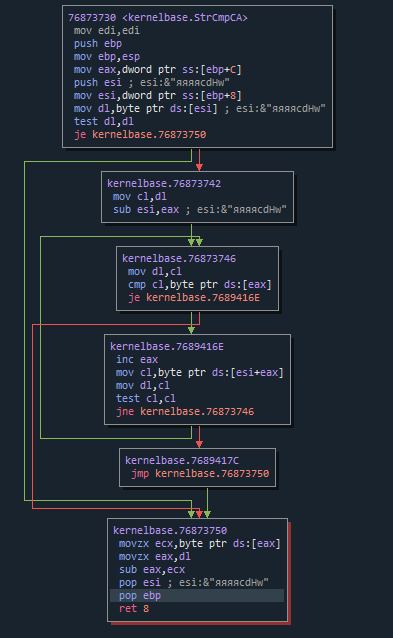 76873730 <kernelbase.StrCmpCA>
mov edi,edi
push ebp
mov ebp,esp
mov eax,dword ptr ss:[ebp+C]
push esi ; esi:&"яяяяcdHw"
mov esi,dword ptr ss:[ebp+8]
mov dl,byte ptr ds:[esi] ; esi:&"яяяяcdHw"
test dl,dl
je kernelbase.76873750
kernelbase.76873742
mov cl,dl
sub esi,eax ; esi:&"яяяяcdHw"
kernelbase.76873746
mov dl,cl
cmp cl,byte ptr ds:[eax]
je kernelbase.7689416E
kernelbase.7689416E
inc eax
mov cl,byte ptr ds:[esi+eax]
mov dl,cl
test cl,cl
jne kernelbase.76873746
kernelbase.7689417C
jmp kernelbase.76873750
kernelbase.76873750
movzx ecx,byte ptr ds:[eax]
movzx eax,dl
sub eax,ecx
pop esi ; esi:&"яяяяcdHw"
pop ebp
ret 8